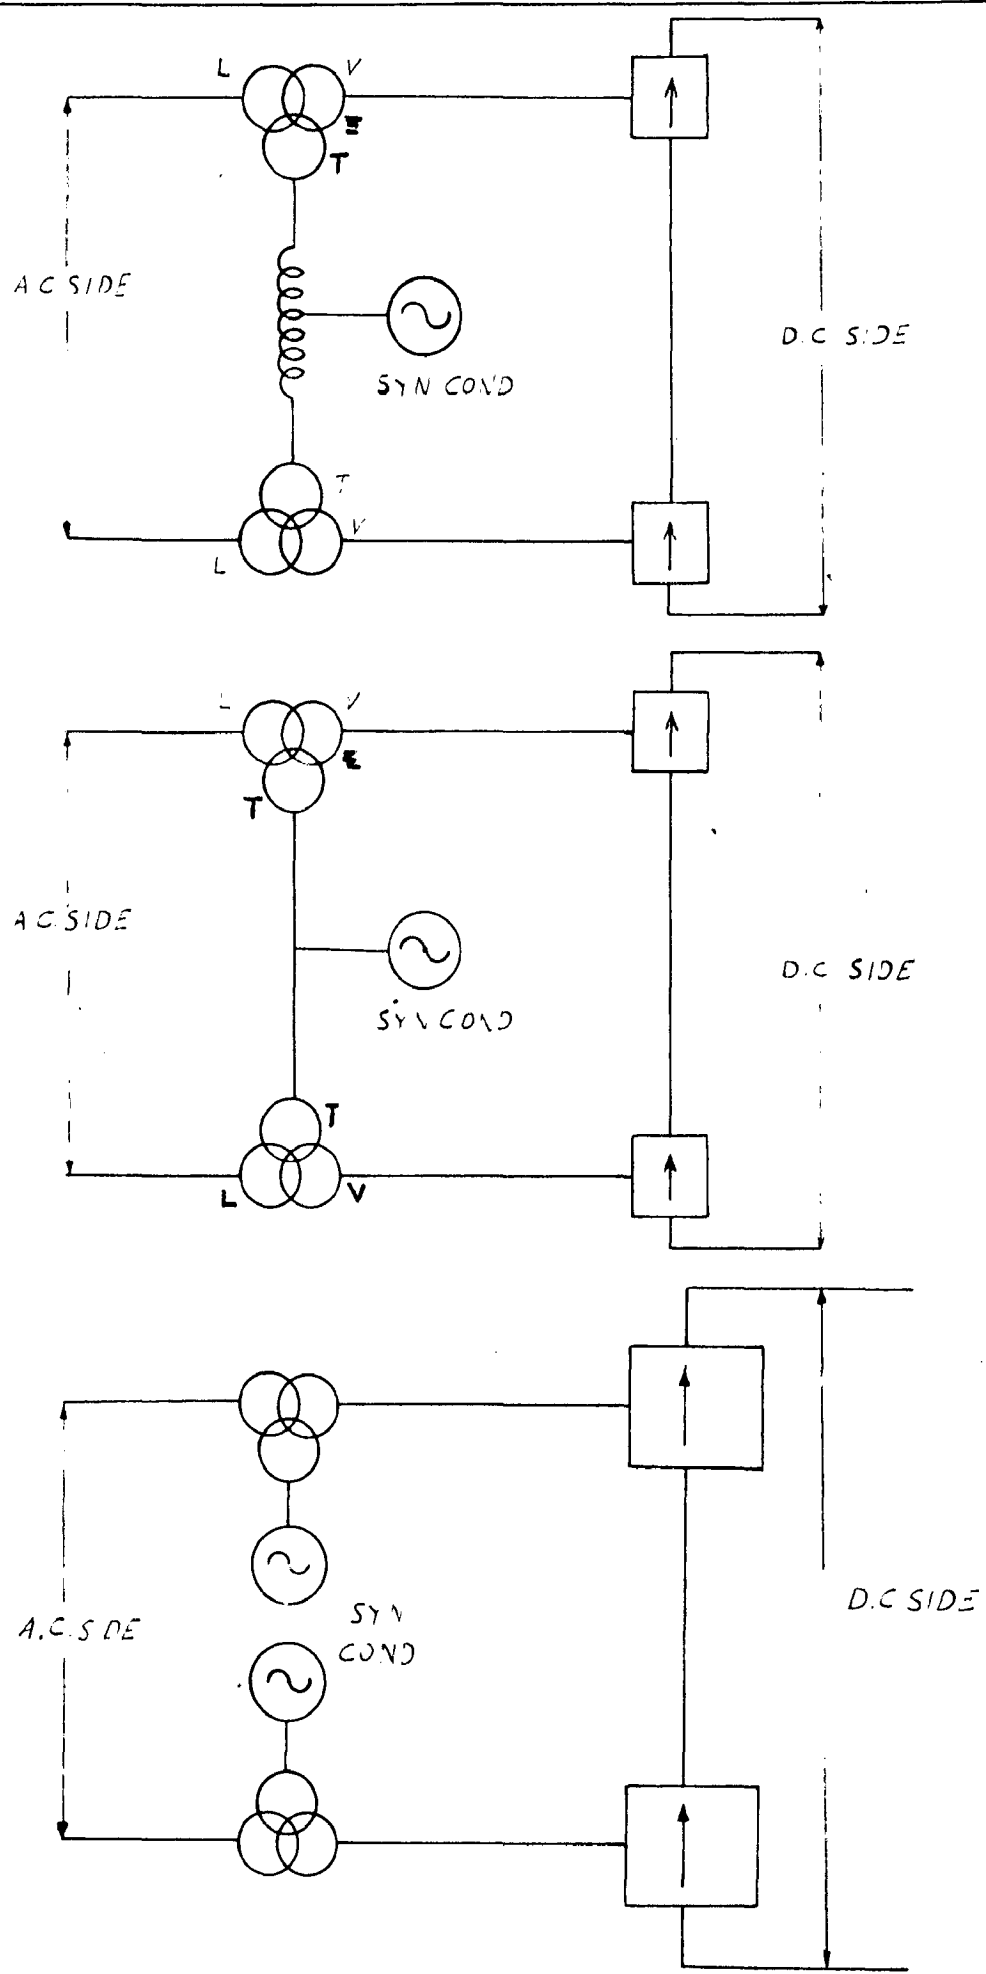 L V
T
A C SIDE
D.C SIDE
SYN COND
T
V
L
L V
T
A C. SIDE
D.C SIDE
SYN COND
T
L V
D.C SIDE
SYN
A.C. SIDE
COND